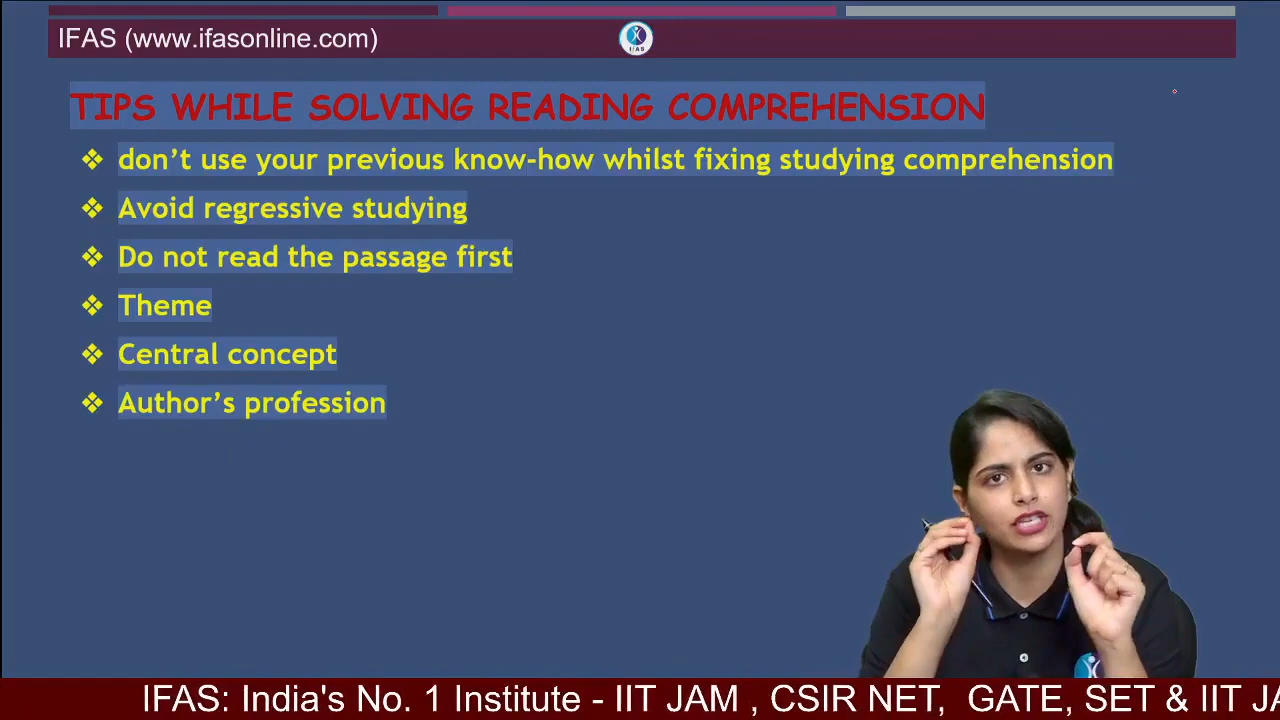 IFAS (www.ifasonline.com)
IFAS
TIPS WHILE SOLVING READING COMPREHENSION
❖ don’t use your previous know-how whilst fixing studying comprehension
❖ Avoid regressive studying
❖ Do not read the passage first
❖ Theme
❖ Central concept
❖ Author’s profession
IFAS: India's No. 1 Institute - IIT JAM , CSIR NET, GATE, SET & IIT JA